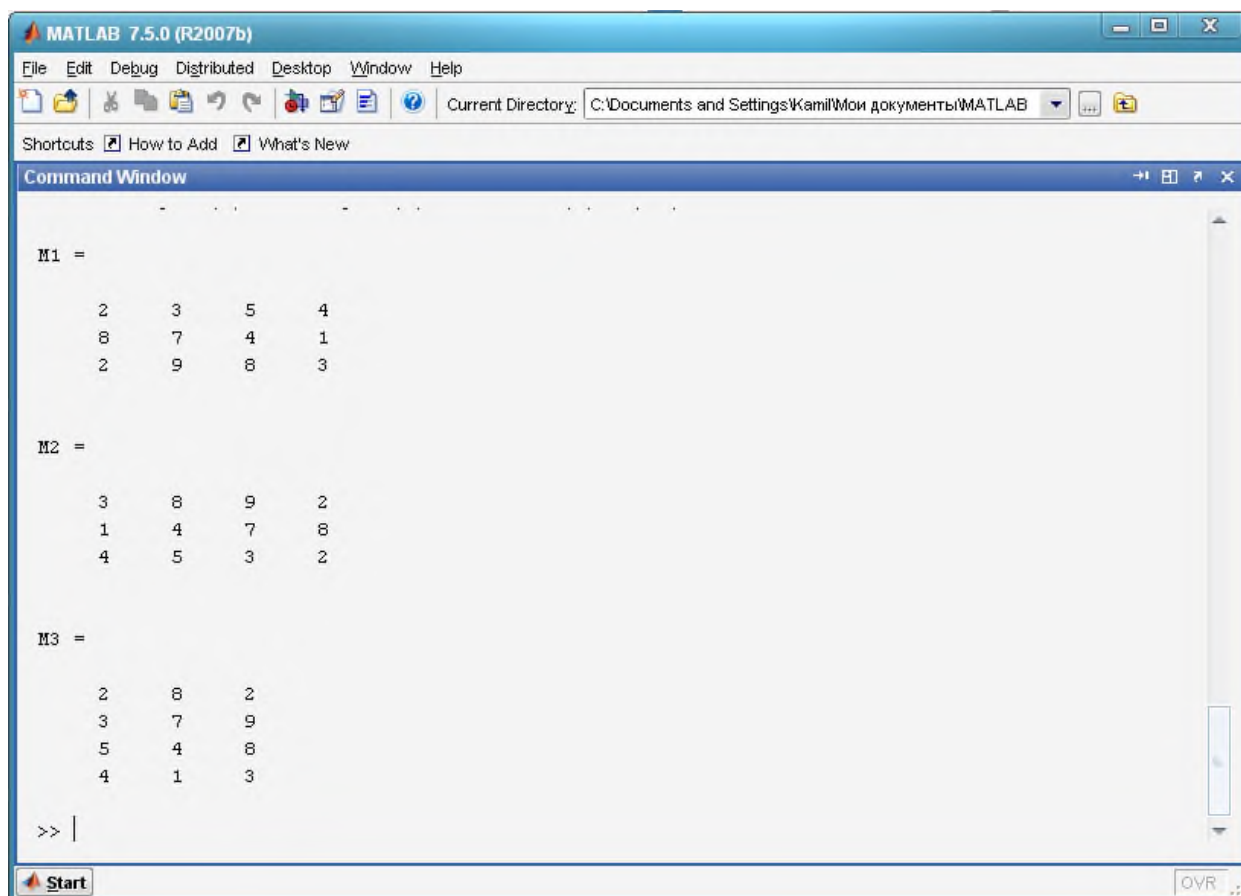 MATLAB 7.5.0 (R2007b)
File Edit Debug Distributed Desktop Window Help
Current Directory: C:\Documents and Settings\Kamil\Мои документы\MATLAB ...
Shortcuts How to Add What's New
Command Window
M1 =
2 3 5 4
8 7 4 1
2 9 8 3
M2 =
3 8 9 2
1 4 7 8
4 5 3 2
M3 =
2 8 2
3 7 9
5 4 8
4 1 3
>>
Start OVR